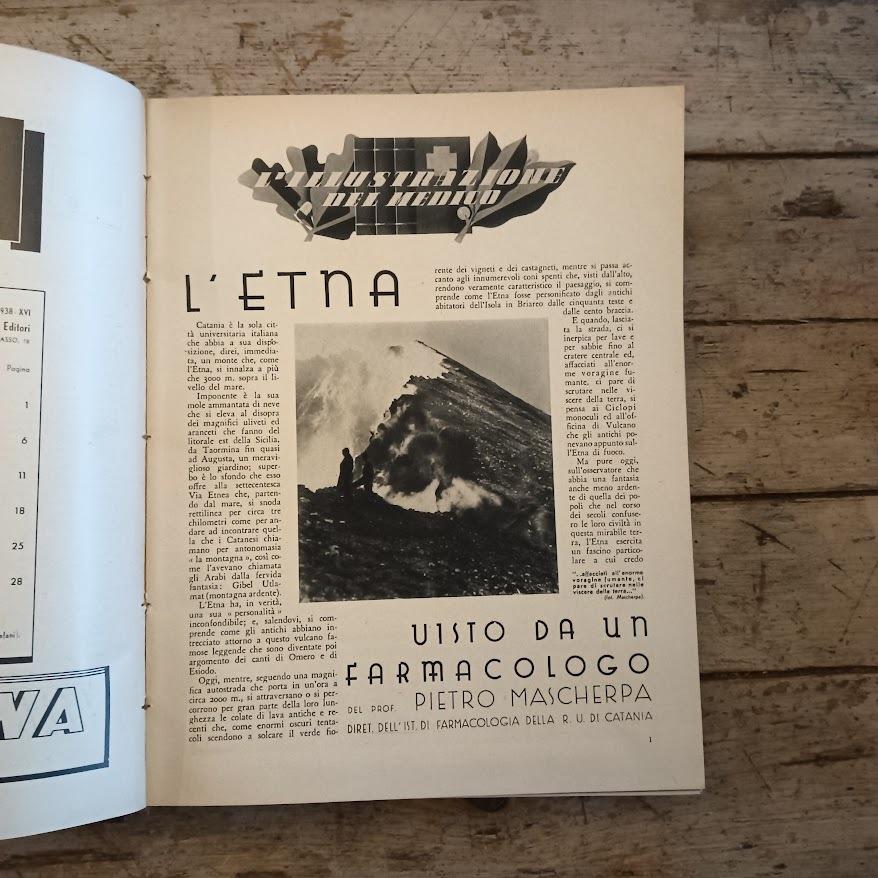 1938 - XVI
Editori
ASSO, 18
Pagina
1
6
11
18
25
28
L'ILLUSTRAZIONE
DEL MEDICO
L'ETNA
Catania è la sola cit-
tà universitaria italiana
che abbia a sua dispo-
sizione, direi, immedia-
ta, un monte che, come
l'Etna, si innalza a più
che 3000 m. sopra il li-
vello del mare.
Imponente è la sua
mole ammantata di neve
che si eleva al disopra
dei magnifici uliveti ed
aranceti che fanno del
litorale est della Sicilia,
da Taormina fin quasi
ad Augusta, un meravi-
glioso giardino; super-
bo è lo sfondo che esso
offre alla settecentesca
Via Etnea che, parten-
do dal mare, si snoda
rettilinea per circa tre
chilometri come per an-
dare ad incontrare quel-
la che i Catanesi chia-
mano per antonomasia
« la montagna », così co-
me l'avevano chiamata
gli Arabi dalla fervida
fantasia: Gibel Utla-
mat (montagna ardente).
L'Etna ha, in verità,
una sua « personalità »
inconfondibile; e, salendovi, si com-
prende come gli antichi abbiano in-
trecciato attorno a questo vulcano fa-
mose leggende che sono diventate poi
argomento dei canti di Omero e di
Esiodo.
Oggi, mentre, seguendo una magni-
fica autostrada che porta in un'ora a
circa 2000 m., si attraversano o si per-
corrono per gran parte della loro lun-
ghezza le colate di lava antiche e re-
centi che, come enormi oscuri tenta-
coli scendono a solcare il verde fio-
rente dei vigneti e dei castagneti, mentre si passa ac-
canto agli innumerevoli coni spenti che, visti dall'alto,
rendono veramente caratteristico il paesaggio, si com-
prende come l'Etna fosse personificato dagli antichi
abitatori dell'Isola in Briareo dalle cinquanta teste e
dalle cento braccia.
E quando, lascia-
ta la strada, ci si
inerpica per lave e
per sabbie fino al
cratere centrale ed,
affacciati all'enor-
me voragine fu-
mante, ci pare di
scrutare nelle vi-
scere della terra, si
pensa ai Ciclopi
monoculi ed all'of-
ficina di Vulcano
che gli antichi po-
nevano appunto sul-
l'Etna di fuoco.
Ma pure oggi,
sull'osservatore che
abbia una fantasia
anche meno arden-
te di quella dei po-
poli che nel corso
dei secoli confuse-
ro le loro civiltà in
questa mirabile ter-
ra, l'Etna esercita
un fascino partico-
lare a cui credo
"...affacciati all'enorme
voragine fumante, ci
pare di scrutare nelle
viscere della terra..."
(fot. Mascherpa).
VISTO DA UN
FARMACOLOGO
DEL PROF. PIETRO MASCHERPA
DIRET. DELL'IST. DI FARMACOLOGIA DELLA R. U. DI CATANIA
1